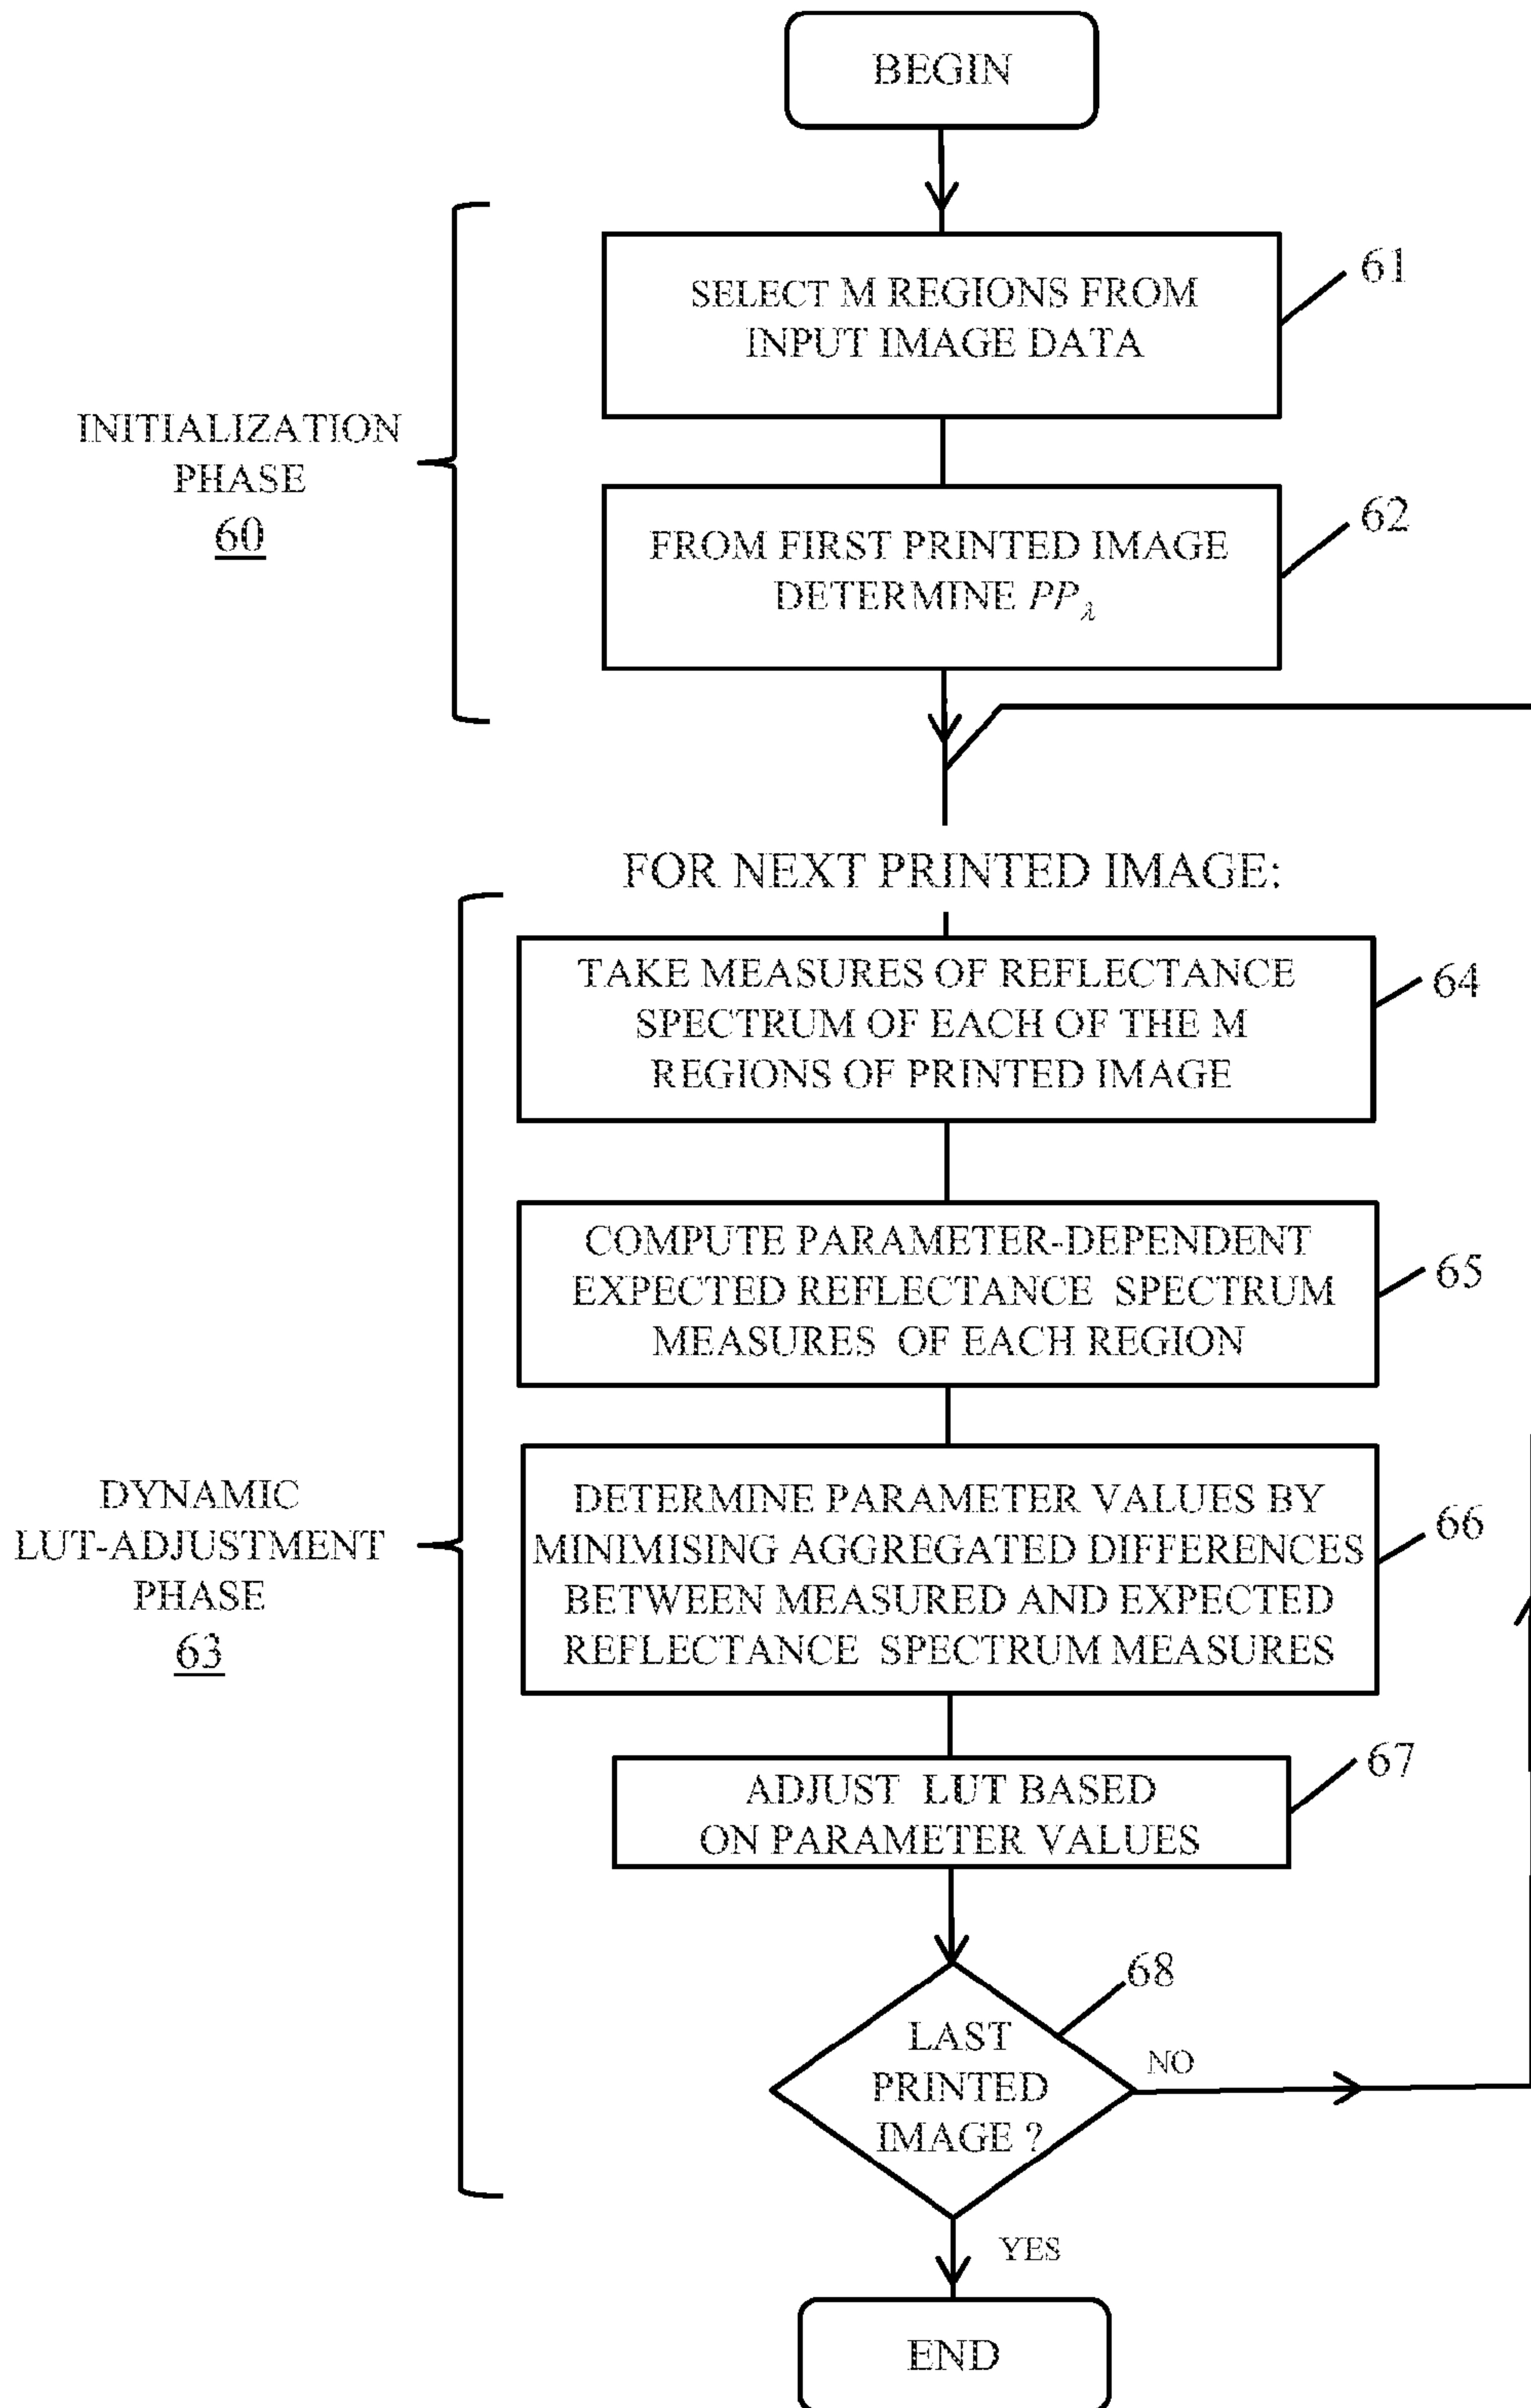 BEGIN
SELECT M REGIONS FROM
INPUT IMAGE DATA
61
INITIALIZATION
PHASE
60
FROM FIRST PRINTED IMAGE
DETERMINE PPλ
62
FOR NEXT PRINTED IMAGE:
TAKE MEASURES OF REFLECTANCE
SPECTRUM OF EACH OF THE M
REGIONS OF PRINTED IMAGE
64
COMPUTE PARAMETER-DEPENDENT
EXPECTED REFLECTANCE SPECTRUM
MEASURES OF EACH REGION
65
DYNAMIC
LUT-ADJUSTMENT
PHASE
63
DETERMINE PARAMETER VALUES BY
MINIMISING AGGREGATED DIFFERENCES
BETWEEN MEASURED AND EXPECTED
REFLECTANCE SPECTRUM MEASURES
66
ADJUST LUT BASED
ON PARAMETER VALUES
67
LAST
PRINTED
IMAGE ?
68
NO
YES
END